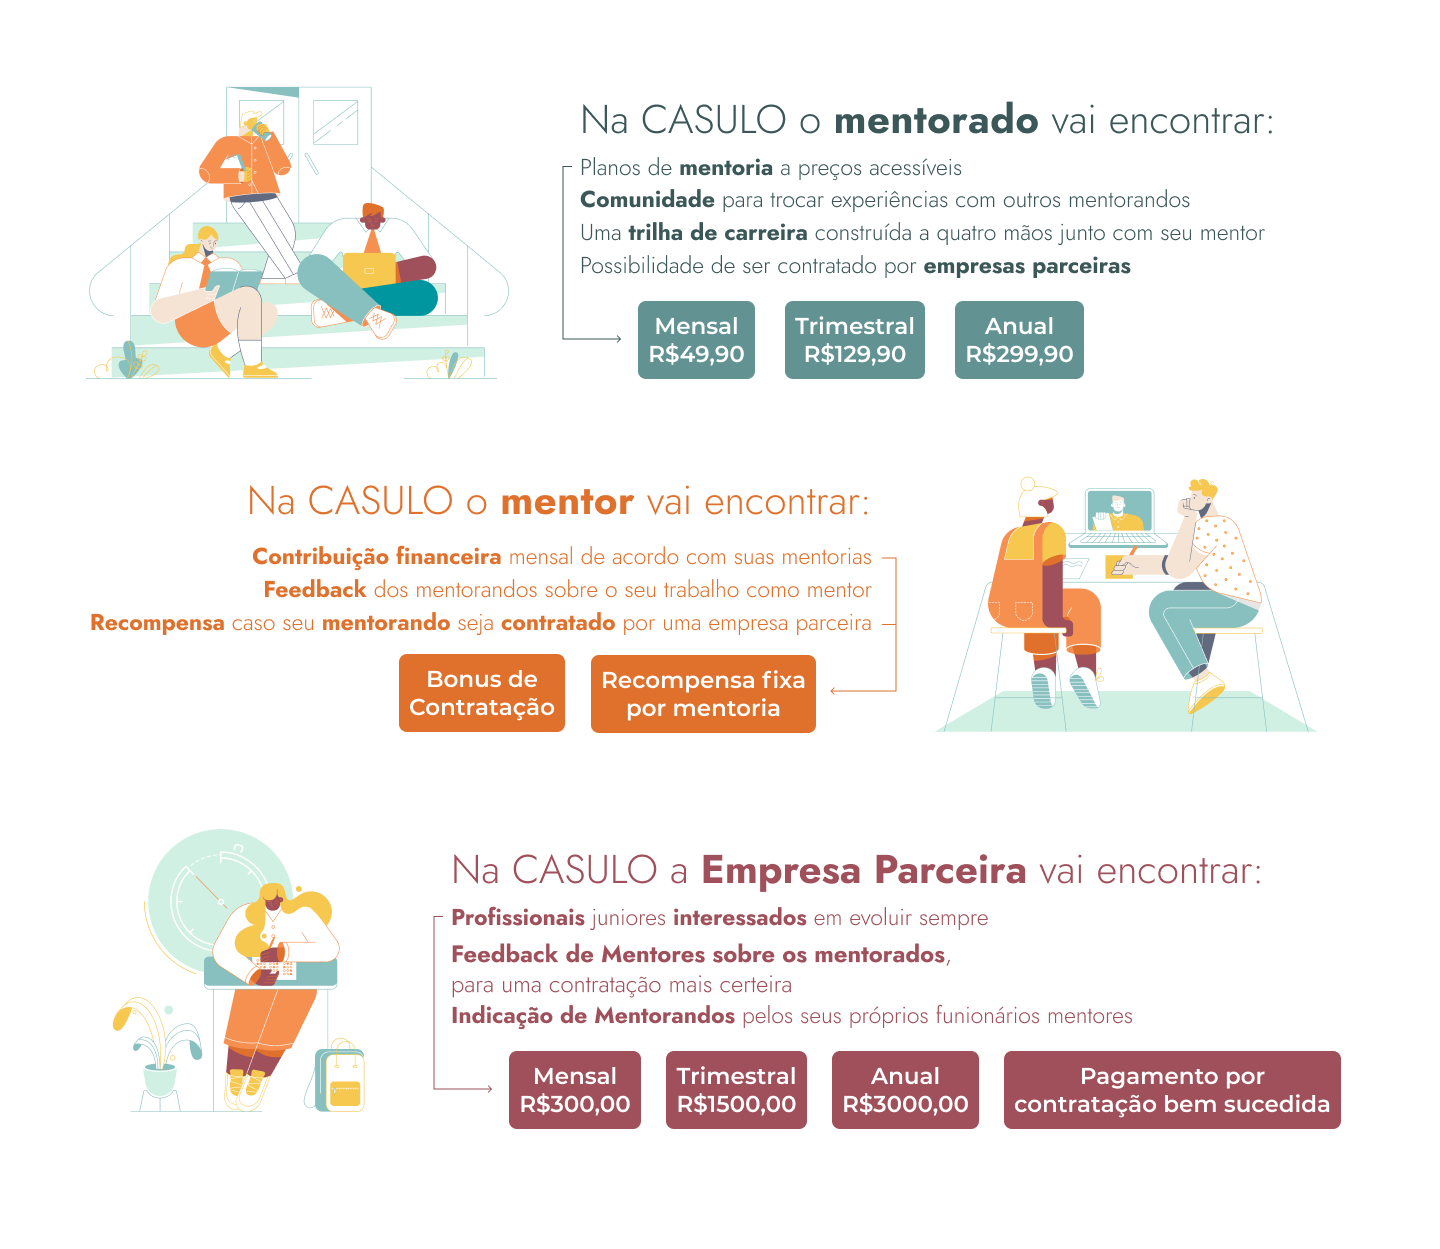 Na CASULO o mentorado vai encontrar:
Planos de mentoria a preços acessíveis
Comunidade para trocar experiências com outros mentorandos
Uma trilha de carreira construída a quatro mãos junto com seu mentor
Possibilidade de ser contratado por empresas parceiras
Mensal
R$49,90
Trimestral
R$129,90
Anual
R$299,90
Na CASULO o mentor vai encontrar:
Contribuição financeira mensal de acordo com suas mentorias
Feedback dos mentorandos sobre o seu trabalho como mentor
Recompensa caso seu mentorando seja contratado por uma empresa parceira
Bonus de
Contratação
Recompensa fixa
por mentoria
Na CASULO a Empresa Parceira vai encontrar:
Profissionais juniores interessados em evoluir sempre
Feedback de Mentores sobre os mentorados,
para uma contratação mais certeira
Indicação de Mentorandos pelos seus próprios funionários mentores
Mensal
R$300,00
Trimestral
R$1500,00
Anual
R$3000,00
Pagamento por
contratação bem sucedida